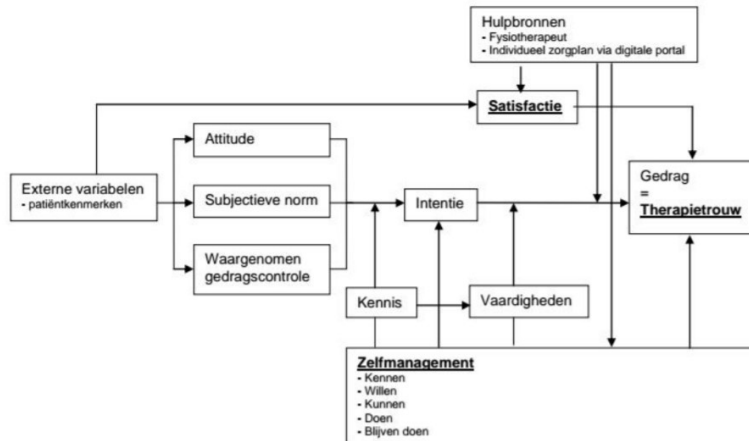 Hulpbronnen
- Fysiotherapeut
- Individueel zorgplan via digitale portal
Satisfactie
Attitude
Gedrag
=
Therapietrouw
Externe variabelen
- patiëntkenmerken
Subjectieve norm
Intentie
Waargenomen
gedragscontrole
Kennis
Vaardigheden
Zelfmanagement
- Kennen
- Willen
- Kunnen
- Doen
- Blijven doen